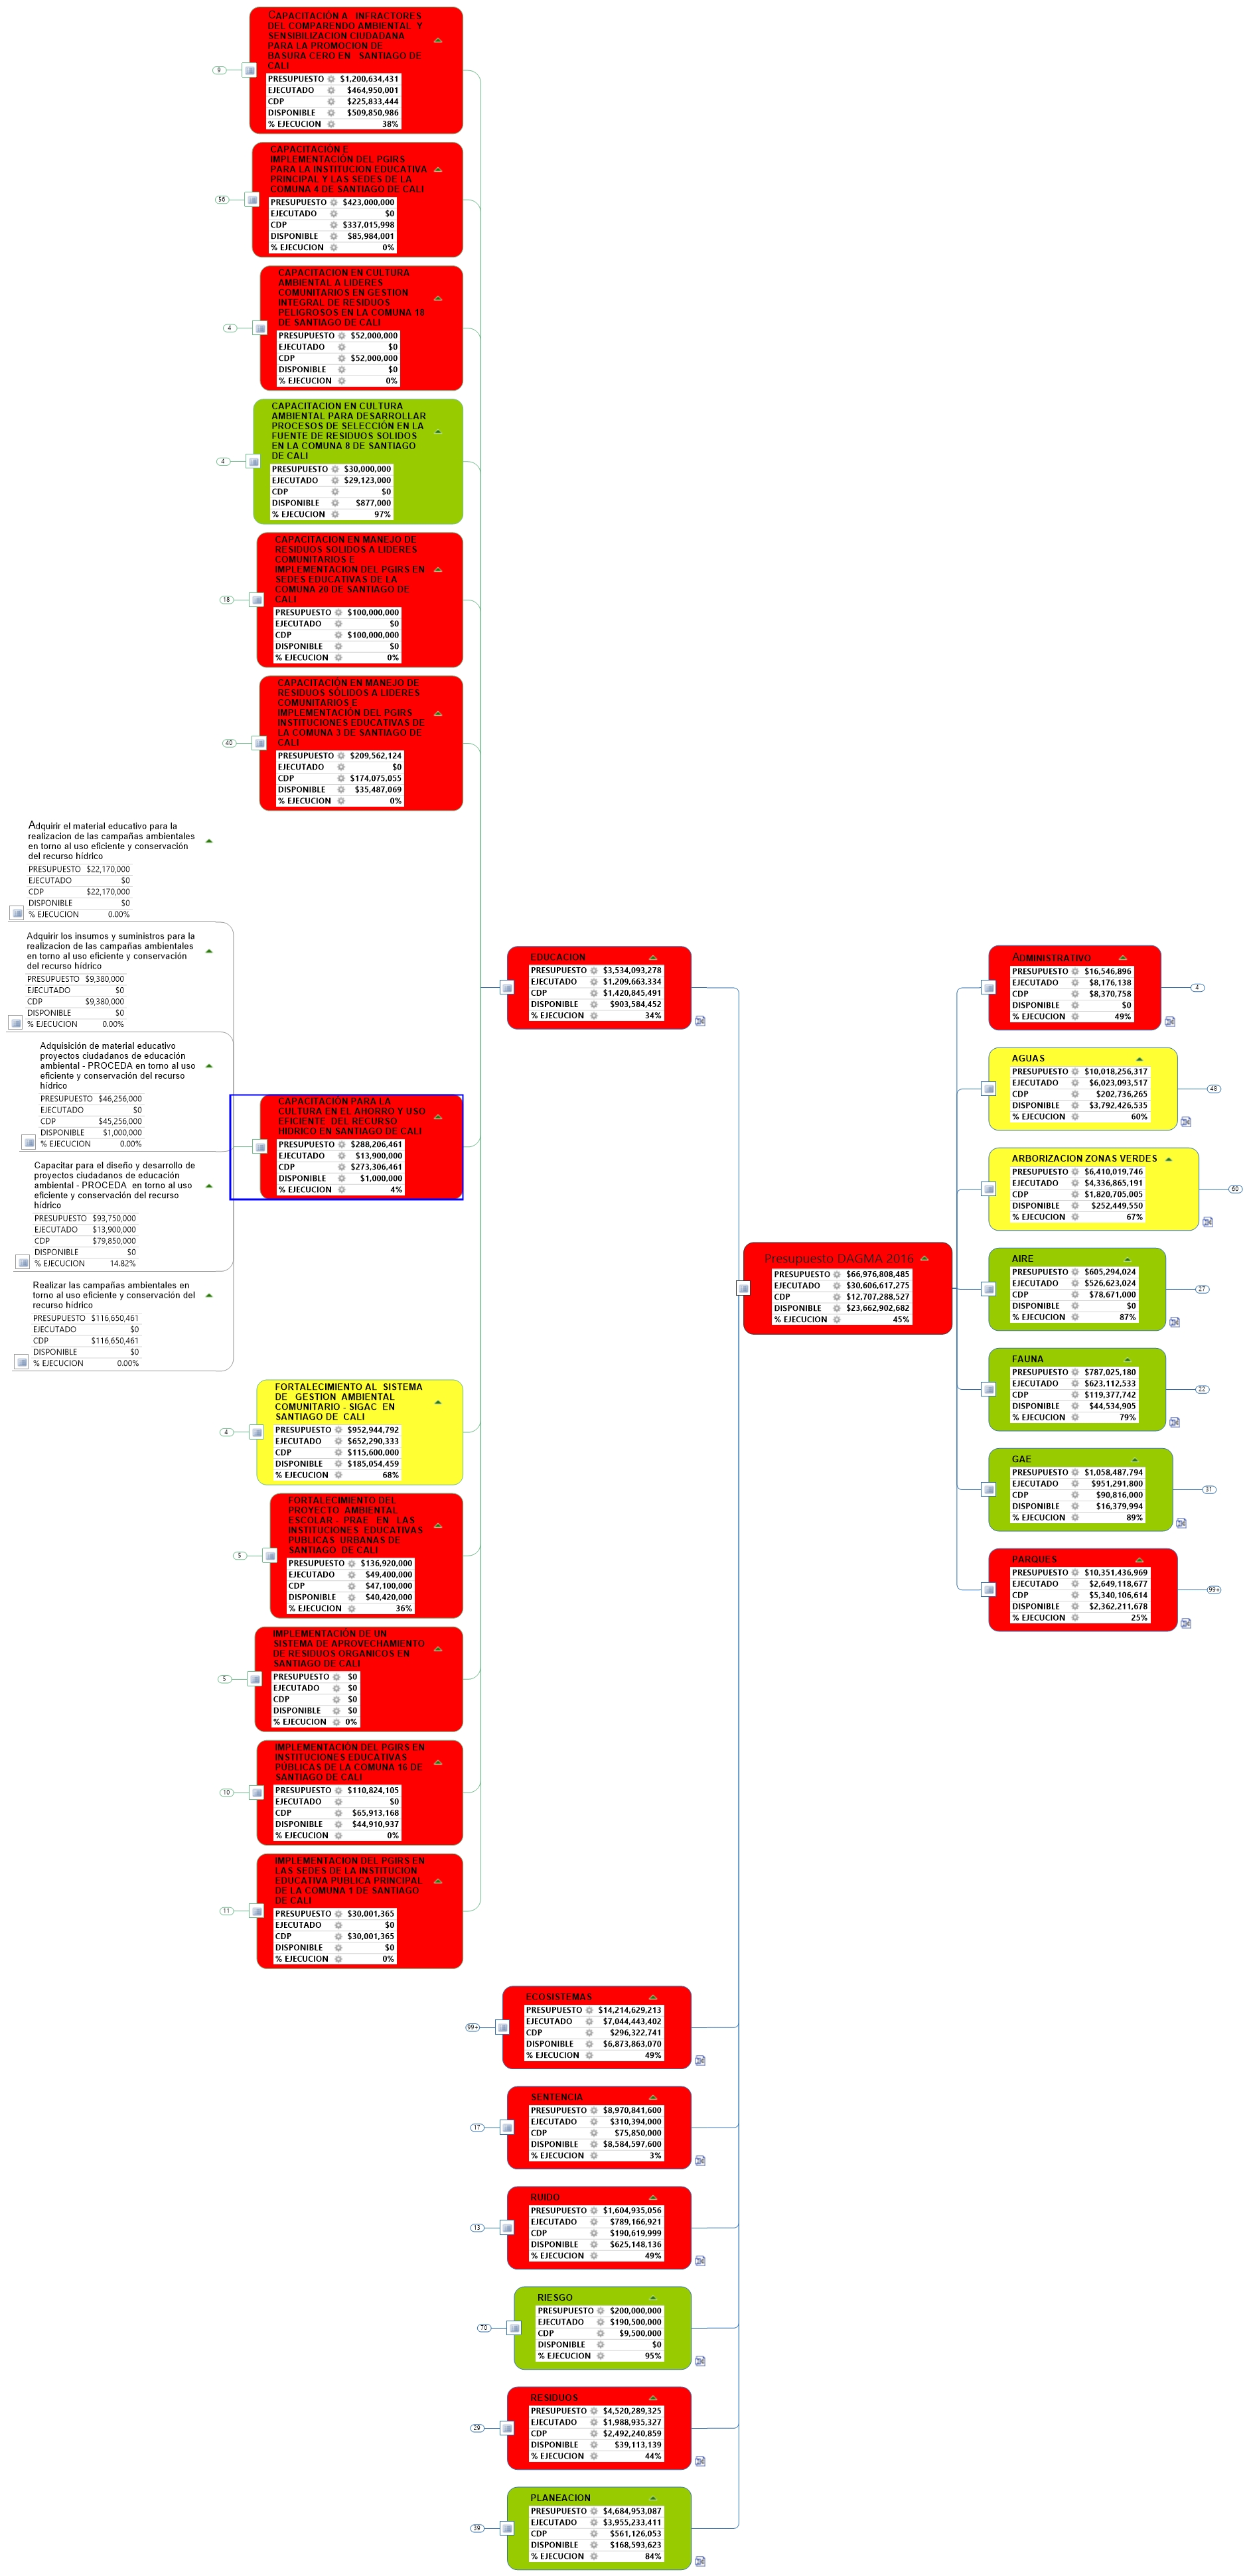 CAPACITACIÓN A INFRACTORES
DEL COMPARENDO AMBIENTAL Y
SENSIBILIZACION CIUDADANA
PARA LA PROMOCION DE
BASURA CERO EN SANTIAGO DE
CALI
PRESUPUESTO $1,200,634,431
EJECUTADO $464,950,001
CDP $225,833,444
DISPONIBLE $509,850,986
% EJECUCION 38%
9
CAPACITACIÓN E
IMPLEMENTACIÓN DEL PGIRS
PARA LA INSTITUCION EDUCATIVA
PRINCIPAL Y LAS SEDES DE LA
COMUNA 4 DE SANTIAGO DE CALI
PRESUPUESTO $423,000,000
EJECUTADO $0
CDP $337,015,998
DISPONIBLE $85,984,001
% EJECUCION 0%
56
CAPACITACION EN CULTURA
AMBIENTAL A LIDERES
COMUNITARIOS EN GESTION
INTEGRAL DE RESIDUOS
PELIGROSOS EN LA COMUNA 18
DE SANTIAGO DE CALI
PRESUPUESTO $52,000,000
EJECUTADO $0
CDP $52,000,000
DISPONIBLE $0
% EJECUCION 0%
4
CAPACITACION EN CULTURA
AMBIENTAL PARA DESARROLLAR
PROCESOS DE SELECCIÓN EN LA
FUENTE DE RESIDUOS SOLIDOS
EN LA COMUNA 8 DE SANTIAGO
DE CALI
PRESUPUESTO $30,000,000
EJECUTADO $29,123,000
CDP $0
DISPONIBLE $877,000
% EJECUCION 97%
4
CAPACITACION EN MANEJO DE
RESIDUOS SOLIDOS A LIDERES
COMUNITARIOS E
IMPLEMENTACION DEL PGIRS EN
SEDES EDUCATIVAS DE LA
COMUNA 20 DE SANTIAGO DE
CALI
PRESUPUESTO $100,000,000
EJECUTADO $0
CDP $100,000,000
DISPONIBLE $0
% EJECUCION 0%
18
CAPACITACIÓN EN MANEJO DE
RESIDUOS SÓLIDOS A LIDERES
COMUNITARIOS E
IMPLEMENTACIÓN DEL PGIRS
INSTITUCIONES EDUCATIVAS DE
LA COMUNA 3 DE SANTIAGO DE
CALI
PRESUPUESTO $209,562,124
EJECUTADO $0
CDP $174,075,055
DISPONIBLE $35,487,069
% EJECUCION 0%
40
Adquirir el material educativo para la
realizacion de las campañas ambientales
en torno al uso eficiente y conservación
del recurso hídrico
PRESUPUESTO $22,170,000
EJECUTADO $0
CDP $22,170,000
DISPONIBLE $0
% EJECUCION 0.00%
Adquirir los insumos y suministros para la
realizacion de las campañas ambientales
en torno al uso eficiente y conservación
del recurso hídrico
PRESUPUESTO $9,380,000
EJECUTADO $0
CDP $9,380,000
DISPONIBLE $0
% EJECUCION 0.00%
Adquisición de material educativo
proyectos ciudadanos de educación
ambiental - PROCEDA en torno al uso
eficiente y conservación del recurso
hídrico
PRESUPUESTO $46,256,000
EJECUTADO $0
CDP $45,256,000
DISPONIBLE $1,000,000
% EJECUCION 0.00%
Capacitar para el diseño y desarrollo de
proyectos ciudadanos de educación
ambiental - PROCEDA en torno al uso
eficiente y conservación del recurso
hídrico
PRESUPUESTO $93,750,000
EJECUTADO $13,900,000
CDP $79,850,000
DISPONIBLE $0
% EJECUCION 14.82%
Realizar las campañas ambientales en
torno al uso eficiente y conservación del
recurso hídrico
PRESUPUESTO $116,650,461
EJECUTADO $0
CDP $116,650,461
DISPONIBLE $0
% EJECUCION 0.00%
CAPACITACIÓN PARA LA
CULTURA EN EL AHORRO Y USO
EFICIENTE DEL RECURSO
HIDRICO EN SANTIAGO DE CALI
PRESUPUESTO $288,206,461
EJECUTADO $13,900,000
CDP $273,306,461
DISPONIBLE $1,000,000
% EJECUCION 4%
FORTALECIMIENTO AL SISTEMA
DE GESTION AMBIENTAL
COMUNITARIO - SIGAC EN
SANTIAGO DE CALI
PRESUPUESTO $952,944,792
EJECUTADO $652,290,333
CDP $115,600,000
DISPONIBLE $185,054,459
% EJECUCION 68%
4
FORTALECIMIENTO DEL
PROYECTO AMBIENTAL
ESCOLAR - PRAE EN LAS
INSTITUCIONES EDUCATIVAS
PUBLICAS URBANAS DE
SANTIAGO DE CALI
PRESUPUESTO $136,920,000
EJECUTADO $49,400,000
CDP $47,100,000
DISPONIBLE $40,420,000
% EJECUCION 36%
5
IMPLEMENTACIÓN DE UN
SISTEMA DE APROVECHAMIENTO
DE RESIDUOS ORGANICOS EN
SANTIAGO DE CALI
PRESUPUESTO $0
EJECUTADO $0
CDP $0
DISPONIBLE $0
% EJECUCION 0%
5
IMPLEMENTACIÓN DEL PGIRS EN
INSTITUCIONES EDUCATIVAS
PÚBLICAS DE LA COMUNA 16 DE
SANTIAGO DE CALI
PRESUPUESTO $110,824,105
EJECUTADO $0
CDP $65,913,168
DISPONIBLE $44,910,937
% EJECUCION 0%
10
IMPLEMENTACION DEL PGIRS EN
LAS SEDES DE LA INSTITUCION
EDUCATIVA PUBLICA PRINCIPAL
DE LA COMUNA 1 DE SANTIAGO
DE CALI
PRESUPUESTO $30,001,365
EJECUTADO $0
CDP $30,001,365
DISPONIBLE $0
% EJECUCION 0%
11
EDUCACION
PRESUPUESTO $3,534,093,278
EJECUTADO $1,209,663,334
CDP $1,420,845,491
DISPONIBLE $903,584,452
% EJECUCION 34%
ECOSISTEMAS
PRESUPUESTO $14,214,629,213
EJECUTADO $7,044,443,402
CDP $296,322,741
DISPONIBLE $6,873,863,070
% EJECUCION 49%
99+
SENTENCIA
PRESUPUESTO $8,970,841,600
EJECUTADO $310,394,000
CDP $75,850,000
DISPONIBLE $8,584,597,600
% EJECUCION 3%
17
RUIDO
PRESUPUESTO $1,604,935,056
EJECUTADO $789,166,921
CDP $190,619,999
DISPONIBLE $625,148,136
% EJECUCION 49%
13
RIESGO
PRESUPUESTO $200,000,000
EJECUTADO $190,500,000
CDP $9,500,000
DISPONIBLE $0
% EJECUCION 95%
70
RESIDUOS
PRESUPUESTO $4,520,289,325
EJECUTADO $1,988,935,327
CDP $2,492,240,859
DISPONIBLE $39,113,139
% EJECUCION 44%
29
PLANEACION
PRESUPUESTO $4,684,953,087
EJECUTADO $3,955,233,411
CDP $561,126,053
DISPONIBLE $168,593,623
% EJECUCION 84%
39
Presupuesto DAGMA 2016
PRESUPUESTO $66,976,808,485
EJECUTADO $30,606,617,275
CDP $12,707,288,527
DISPONIBLE $23,662,902,682
% EJECUCION 45%
ADMINISTRATIVO
PRESUPUESTO $16,546,896
EJECUTADO $8,176,138
CDP $8,370,758
DISPONIBLE $0
% EJECUCION 49%
4
AGUAS
PRESUPUESTO $10,018,256,317
EJECUTADO $6,023,093,517
CDP $202,736,265
DISPONIBLE $3,792,426,535
% EJECUCION 60%
48
ARBORIZACION ZONAS VERDES
PRESUPUESTO $6,410,019,746
EJECUTADO $4,336,865,191
CDP $1,820,705,005
DISPONIBLE $252,449,550
% EJECUCION 67%
60
AIRE
PRESUPUESTO $605,294,024
EJECUTADO $526,623,024
CDP $78,671,000
DISPONIBLE $0
% EJECUCION 87%
27
FAUNA
PRESUPUESTO $787,025,180
EJECUTADO $623,112,533
CDP $119,377,742
DISPONIBLE $44,534,905
% EJECUCION 79%
22
GAE
PRESUPUESTO $1,058,487,794
EJECUTADO $951,291,800
CDP $90,816,000
DISPONIBLE $16,379,994
% EJECUCION 89%
31
PARQUES
PRESUPUESTO $10,351,436,969
EJECUTADO $2,649,118,677
CDP $5,340,106,614
DISPONIBLE $2,362,211,678
% EJECUCION 25%
99+